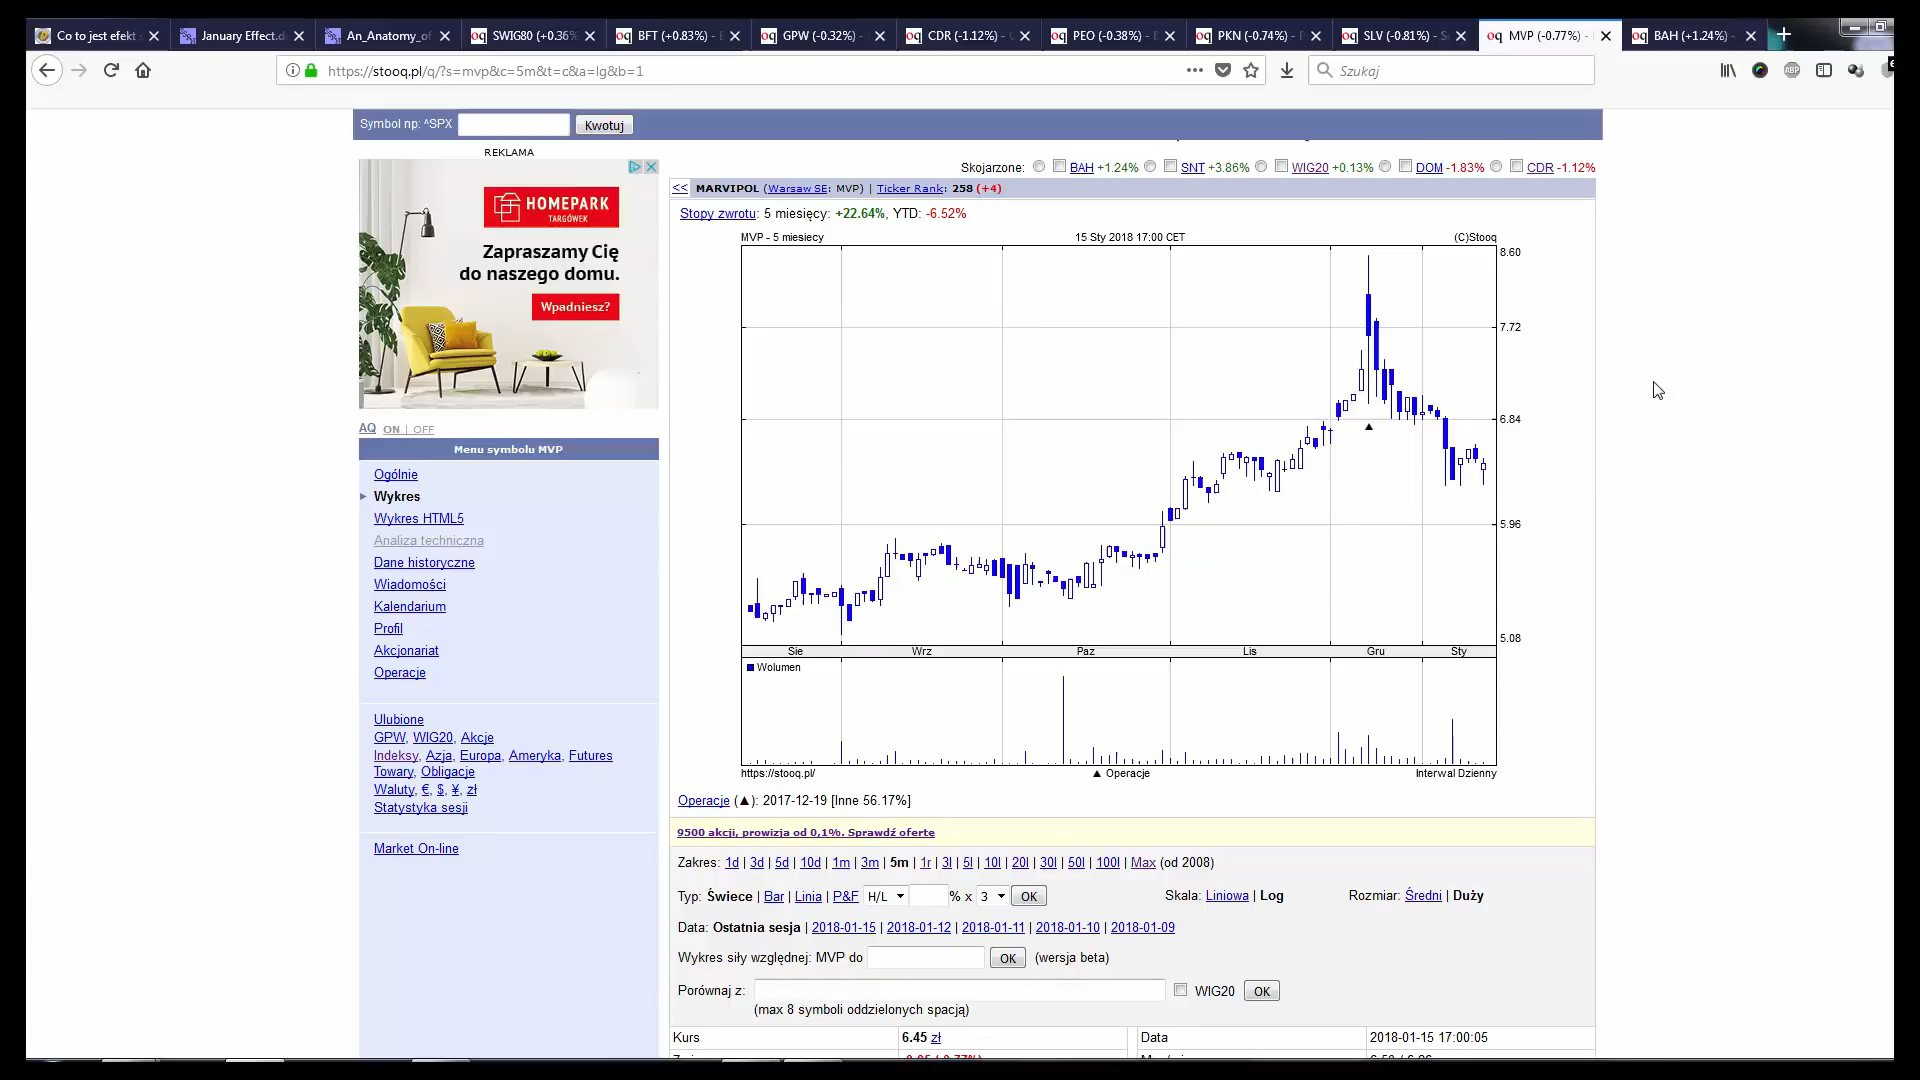 Co to jest efekt s
January Effect.d
An_Anatomy_of
SWIG80 (+0.36%
BFT (+0.83%) - B
GPW (-0.32%) -
CDR (-1.12%) - C
PEO (-0.38%) - B
PKN (-0.74%) - P
SLV (-0.81%) - S
MVP (-0.77%) -
BAH (+1.24%) -
https://stooq.pl/q/?s=mvp&c=5m&t=c&a=lg&b=1
Szukaj
ABP
Symbol np: ^SPX
Kwotuj
REKLAMA
HOMEPARK
TARGÓWEK
Zapraszamy Cię
do naszego domu.
Wpadniesz?
AQ ON | OFF
Menu symbolu MVP
Ogólnie
Wykres
Wykres HTML5
Analiza techniczna
Dane historyczne
Wiadomości
Kalendarium
Profil
Akcjonariat
Operacje
Ulubione
GPW, WIG20, Akcje
Indeksy, Azja, Europa, Ameryka, Futures
Towary, Obligacje
Waluty, €, $, ¥, zł
Statystyka sesji
Market On-line
Skojarzone: BAH +1.24% SNT +3.86% WIG20 +0.13% DOM -1.83% CDR -1.12%
<< MARVIPOL (Warsaw SE: MVP) | Ticker Rank: 258 (+4)
Stopy zwrotu: 5 miesięcy: +22.64%, YTD: -6.52%
MVP - 5 miesiecy 15 Sty 2018 17:00 CET (C)Stooq
8.60
7.72
6.84
5.96
5.08
Sie Wrz Paz Lis Gru Sty
Wolumen
https://stooq.pl/ ▲ Operacje Interwal Dzienny
Operacje (▲): 2017-12-19 [Inne 56.17%]
9500 akcji, prowizja od 0,1%. Sprawdź oferte
Zakres: 1d | 3d | 5d | 10d | 1m | 3m | 5m | 1r | 3l | 5l | 10l | 20l | 30l | 50l | 100l | Max (od 2008)
Typ: Świece | Bar | Linia | P&F H/L % x 3 OK Skala: Liniowa | Log Rozmiar: Średni | Duży
Data: Ostatnia sesja | 2018-01-15 | 2018-01-12 | 2018-01-11 | 2018-01-10 | 2018-01-09
Wykres siły względnej: MVP do OK (wersja beta)
Porównaj z: WIG20 OK
(max 8 symboli oddzielonych spacją)
Kurs 6.45 zł Data 2018-01-15 17:00:05